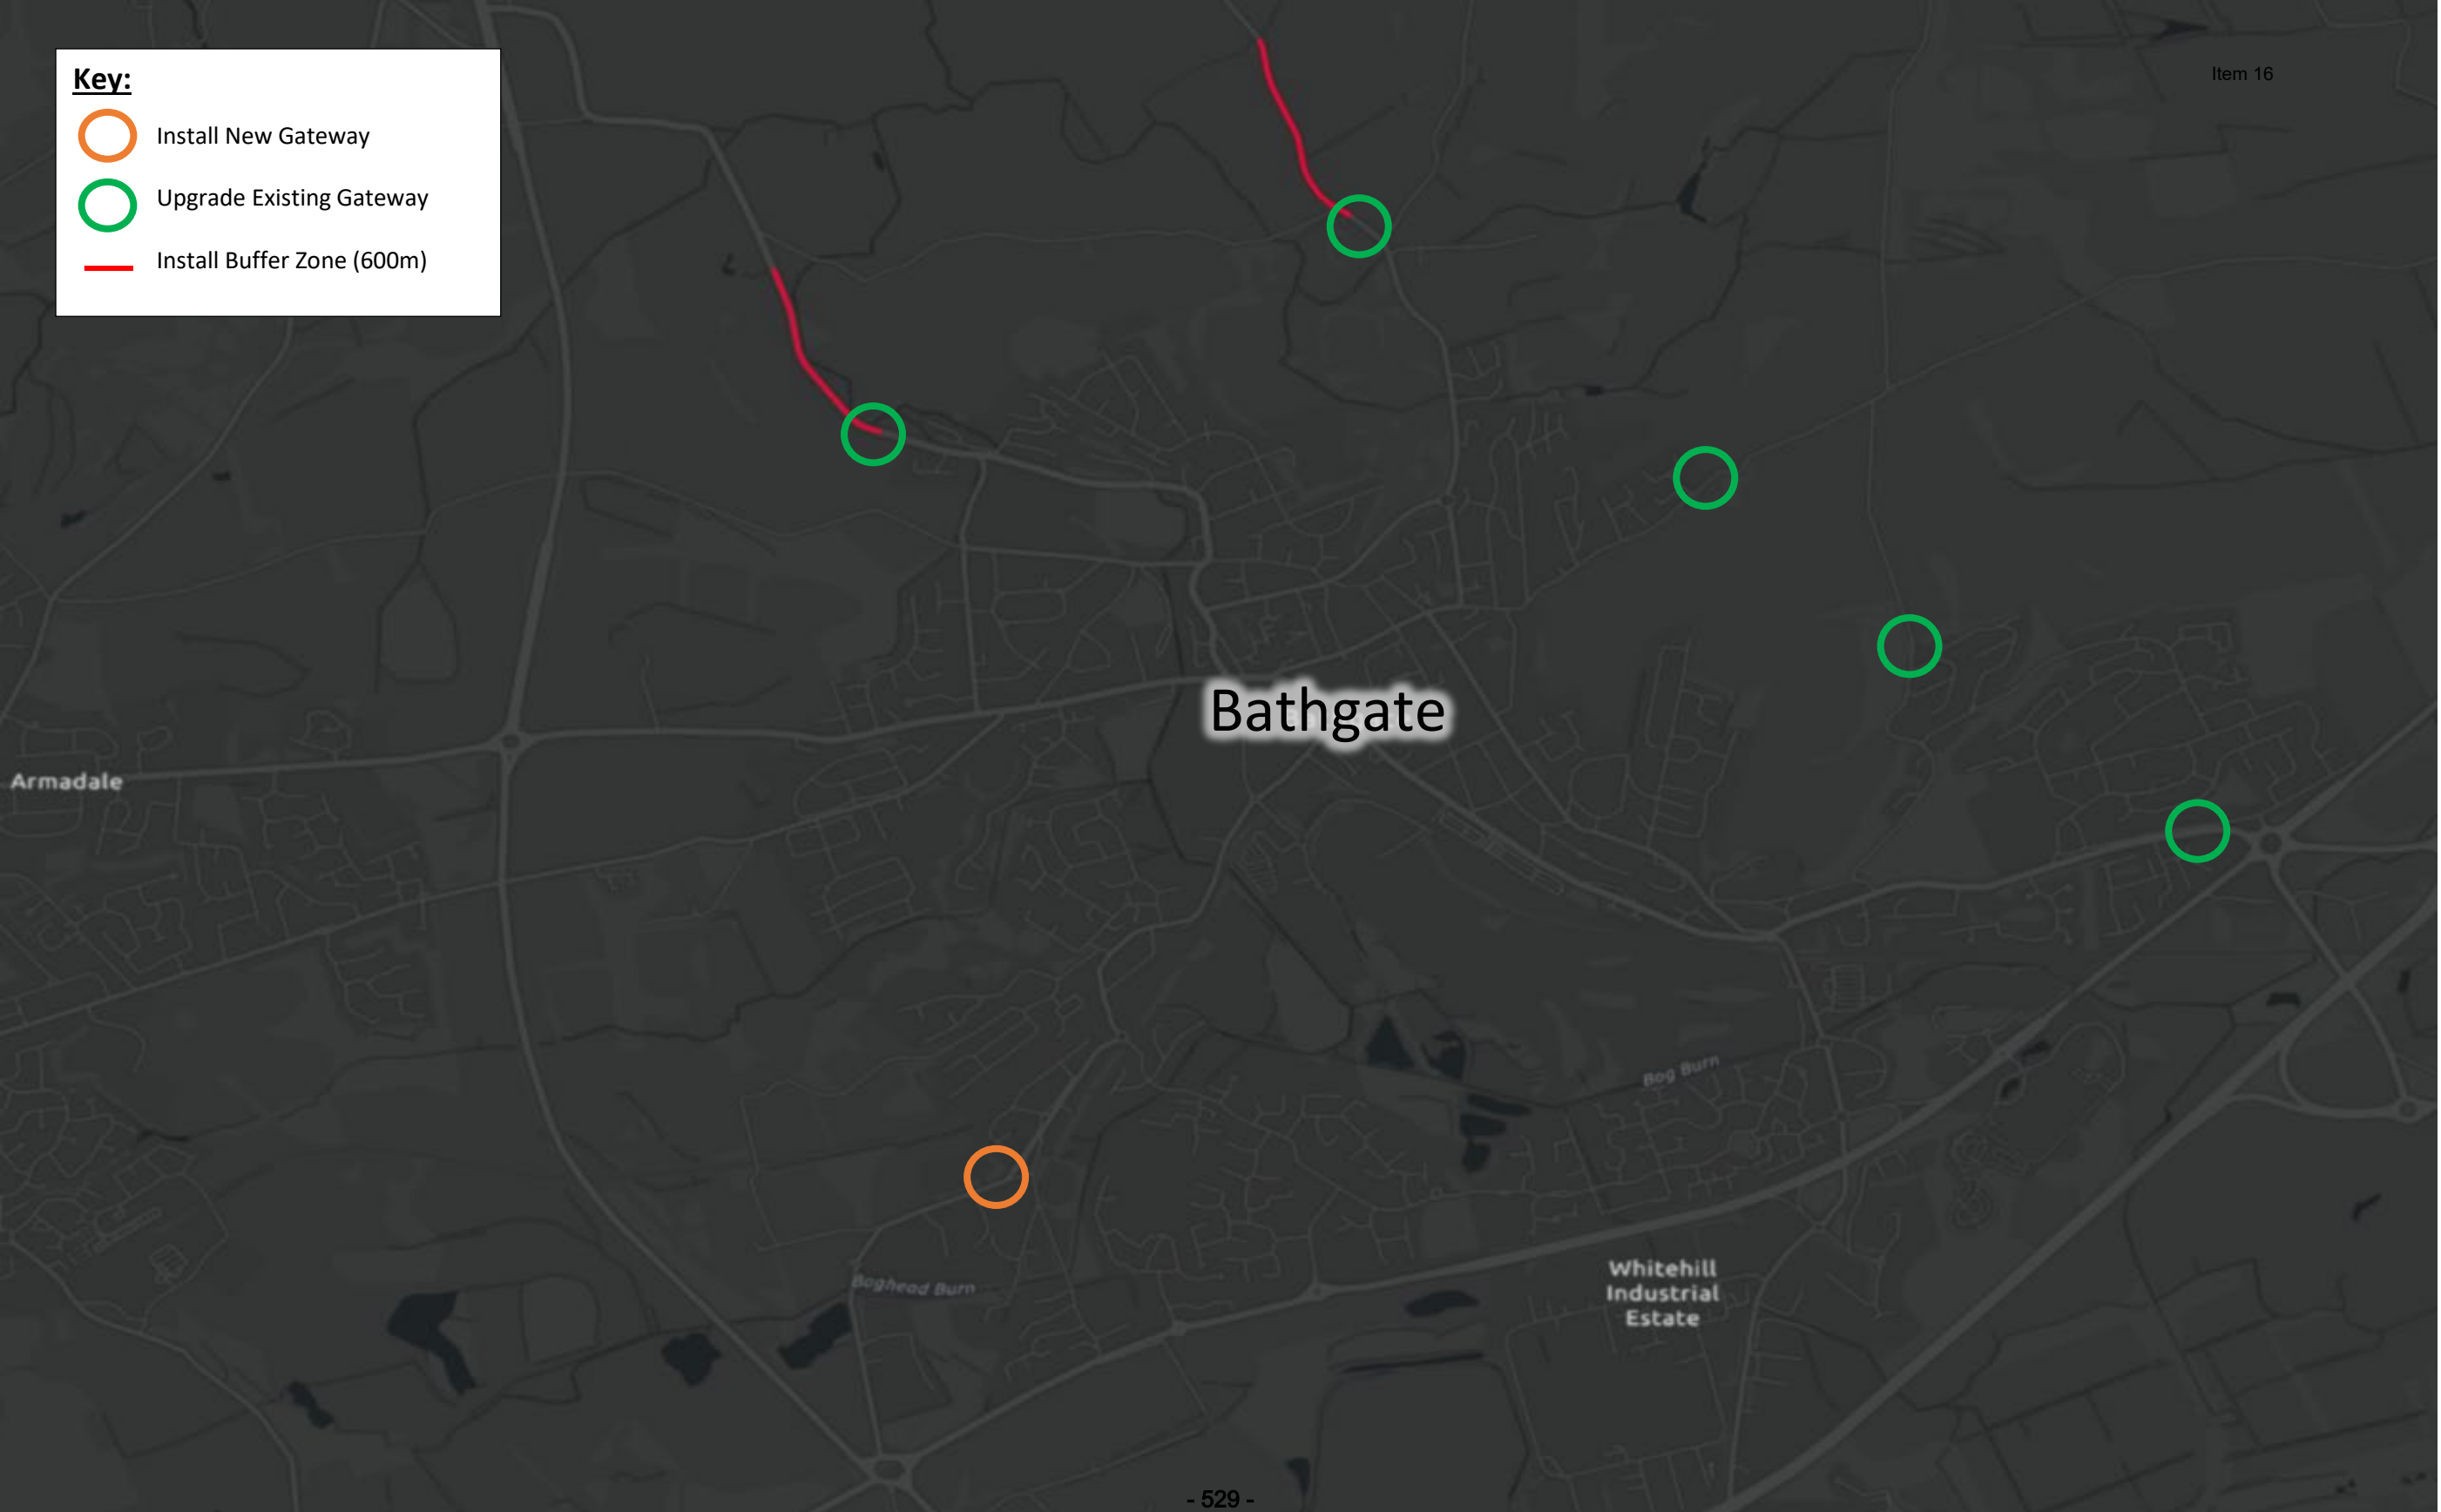 Key:
Install New Gateway
Upgrade Existing Gateway
Install Buffer Zone (600m)
Item 16
Bathgate
Armadale
Bog Burn
Boghead Burn
Whitehill
Industrial
Estate
- 529 -